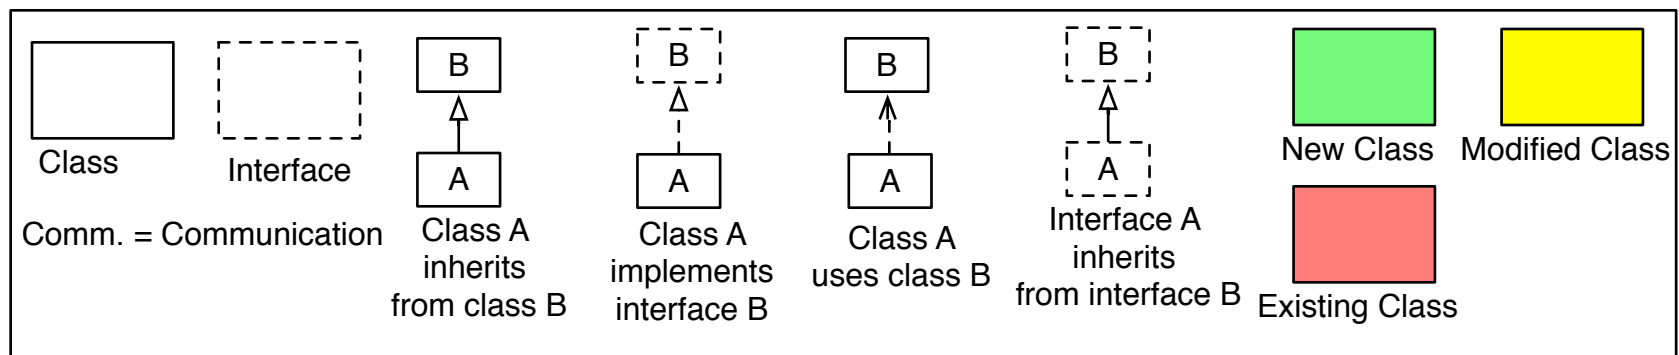 Class
Interface
Comm. = Communication
B
A
Class A
inherits
from class B
B
A
Class A
implements
interface B
B
A
Class A
uses class B
B
A
Interface A
inherits
from interface B
New Class
Modified Class
Existing Class